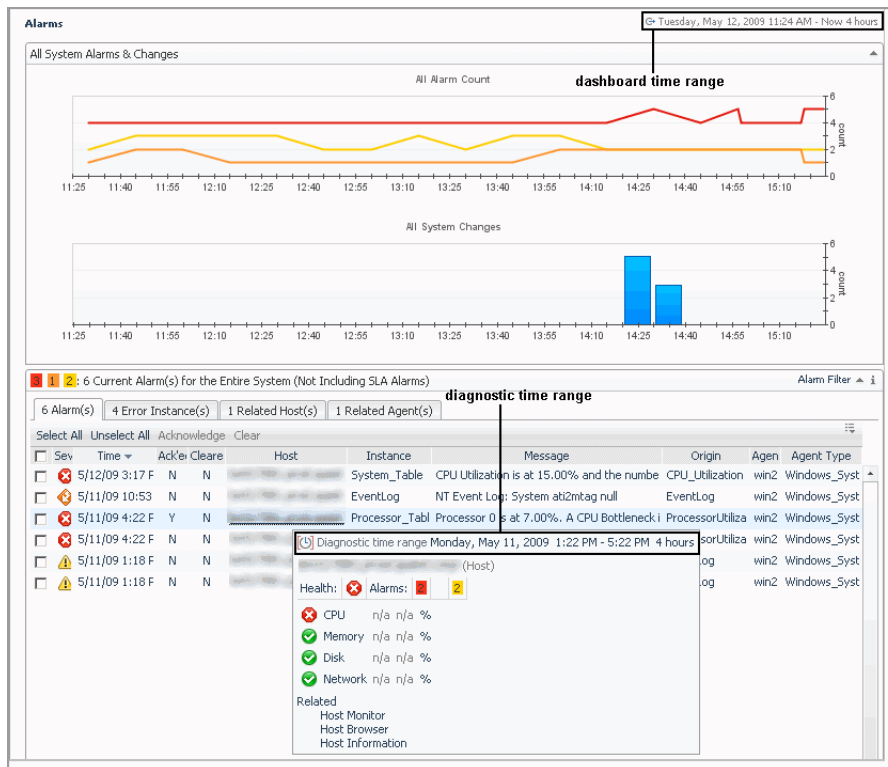 Alarms
Tuesday, May 12, 2009 11:24 AM - Now 4 hours
All System Alarms & Changes
dashboard time range
All Alarm Count
6
4
2
0
count
11:25 11:40 11:55 12:10 12:25 12:40 12:55 13:10 13:25 13:40 13:55 14:10 14:25 14:40 14:55 15:10
All System Changes
6
4
2
0
count
11:25 11:40 11:55 12:10 12:25 12:40 12:55 13:10 13:25 13:40 13:55 14:10 14:25 14:40 14:55 15:10
3 1 2 : 6 Current Alarm(s) for the Entire System (Not Including SLA Alarms) Alarm Filter i
diagnostic time range
6 Alarm(s) 4 Error Instance(s) 1 Related Host(s) 1 Related Agent(s)
Select All Unselect All Acknowledge Clear
Sev Time Ack'e Cleare Host Instance Message Origin Agen Agent Type
5/12/09 3:17 P N N System_Table CPU Utilization is at 15.00% and the numbe CPU_Utilization win2 Windows_Syst
5/11/09 10:53 N N EventLog NT Event Log: System ati2mtag null EventLog win2 Windows_Syst
5/11/09 4:22 P Y N Processor_Tabl Processor 0 is at 7.00%. A CPU Bottleneck i ProcessorUtiliza win2 Windows_Syst
5/11/09 4:22 P N N sorUtiliza win2 Windows_Syst
5/11/09 1:18 P N N .og win2 Windows_Syst
5/11/09 1:18 P N N .og win2 Windows_Syst
Diagnostic time range Monday, May 11, 2009 1:22 PM - 5:22 PM 4 hours
(Host)
Health: Alarms: 2 2
CPU n/a n/a %
Memory n/a n/a %
Disk n/a n/a %
Network n/a n/a %
Related
Host Monitor
Host Browser
Host Information